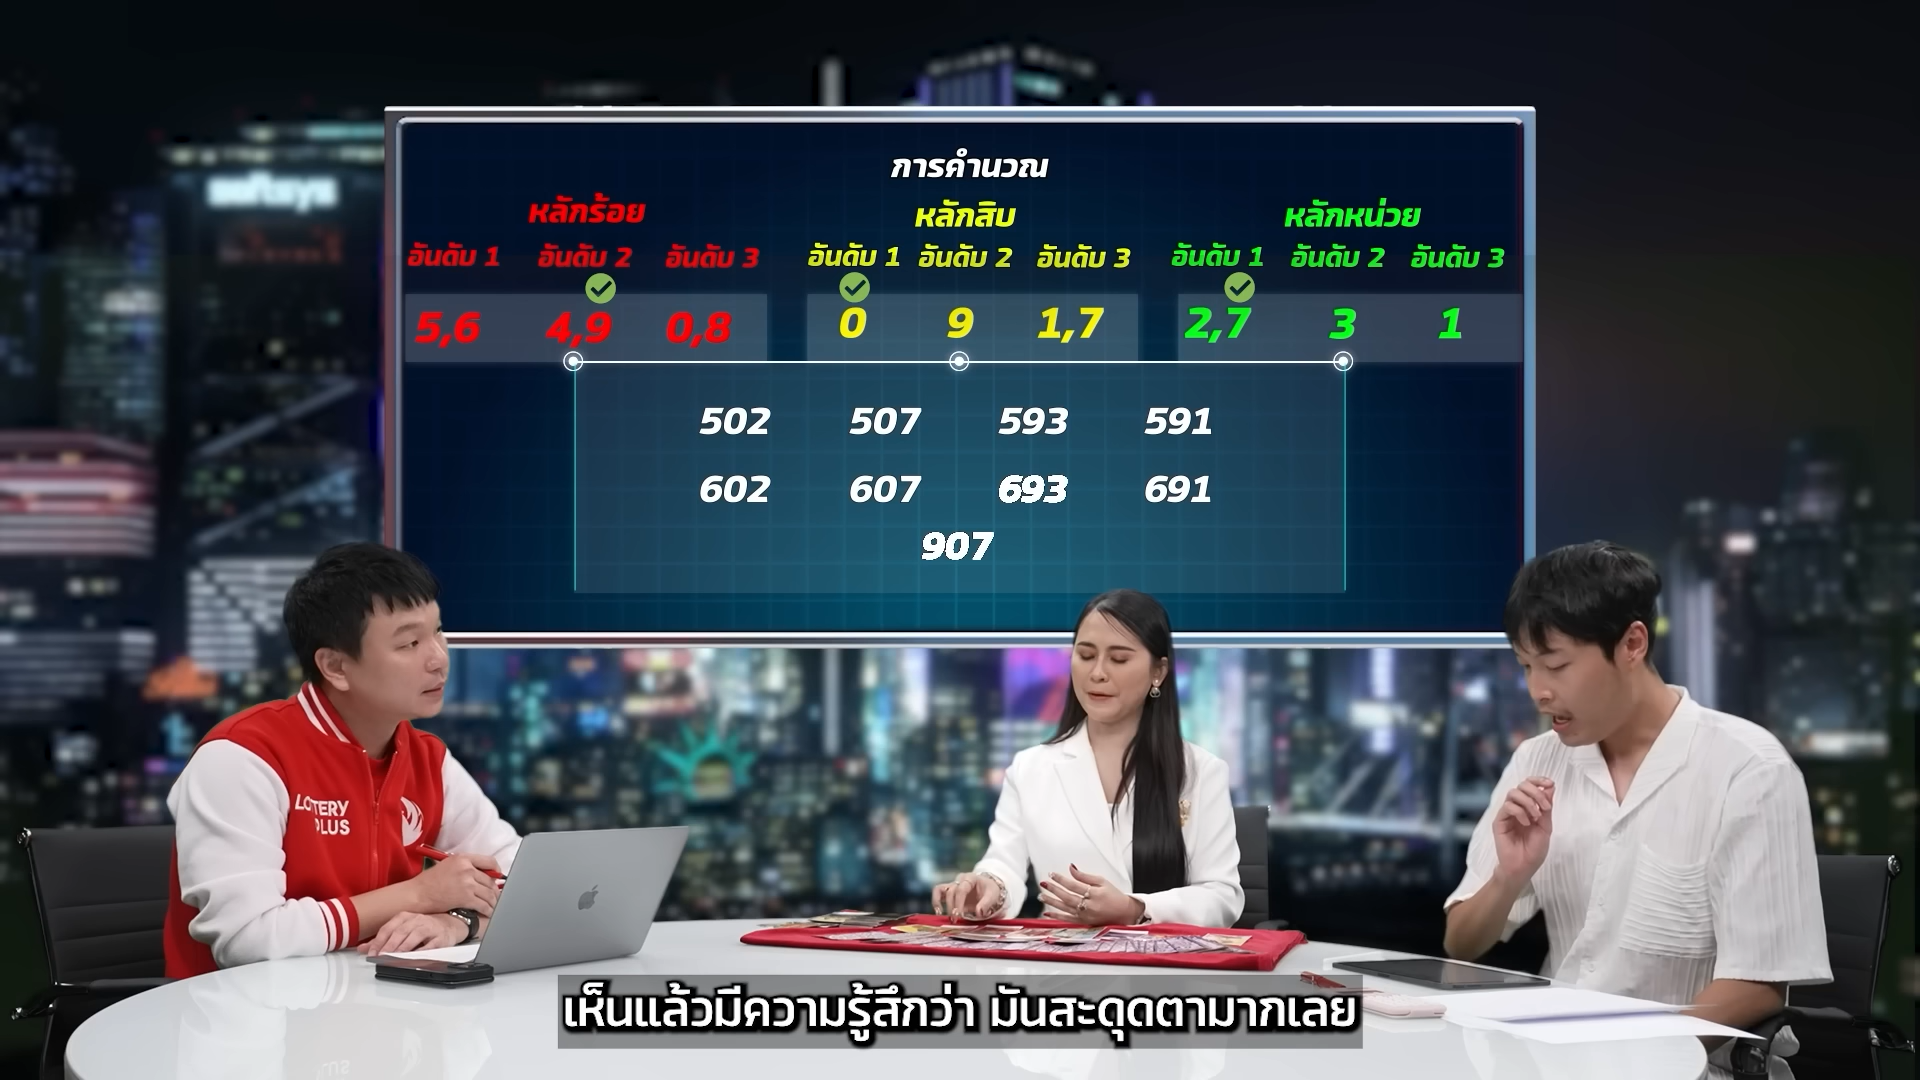 softsys
การคำนวณ
หลักร้อย หลักสิบ หลักหน่วย
อันดับ 1 อันดับ 2 อันดับ 3 อันดับ 1 อันดับ 2 อันดับ 3 อันดับ 1 อันดับ 2 อันดับ 3
5,6 4,9 0,8 0 9 1,7 2,7 3 1
502 507 593 591
602 607 693 691
907
LOTTERY
PLUS
เห็นแล้วมีความรู้สึกว่า มันสะดุดตามากเลย